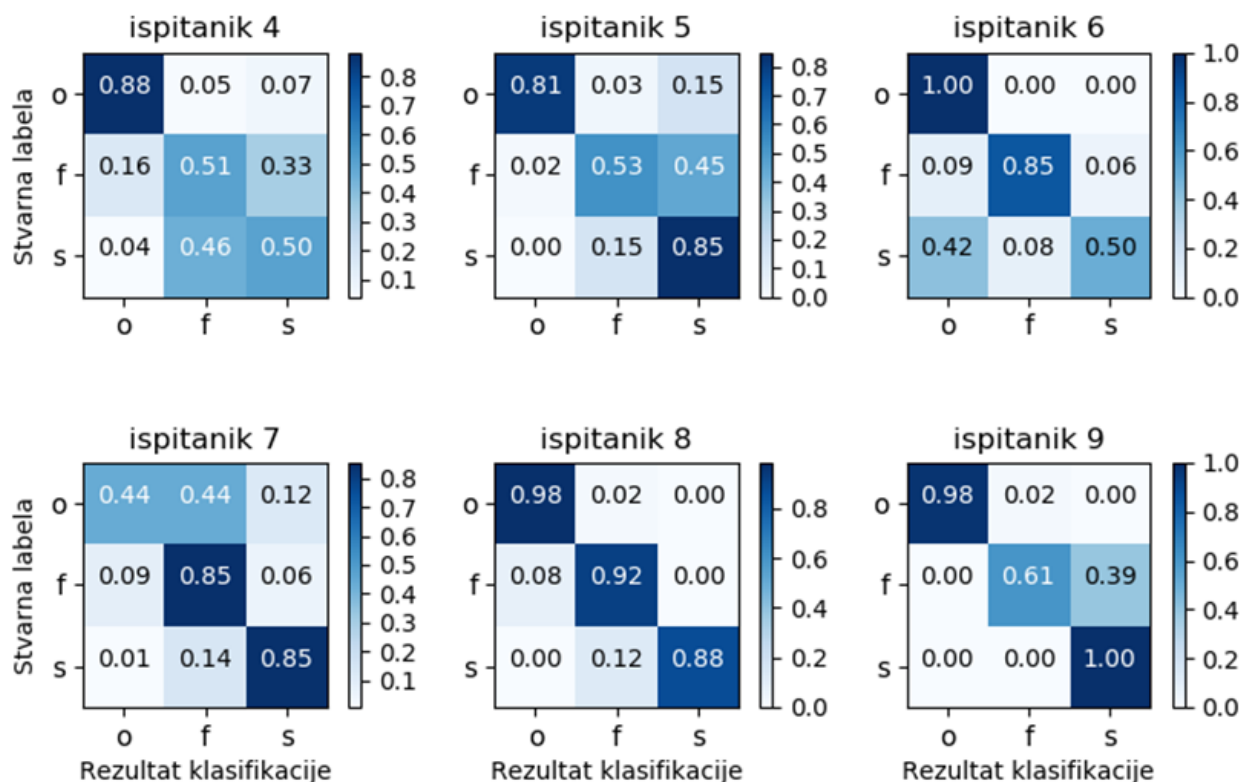 ispitanik 4
Stvarna labela
o 0.88 0.05 0.07
f 0.16 0.51 0.33
s 0.04 0.46 0.50
o f s
0.8
0.7
0.6
0.5
0.4
0.3
0.2
0.1
ispitanik 5
o 0.81 0.03 0.15
f 0.02 0.53 0.45
s 0.00 0.15 0.85
o f s
0.8
0.7
0.6
0.5
0.4
0.3
0.2
0.1
0.0
ispitanik 6
o 1.00 0.00 0.00
f 0.09 0.85 0.06
s 0.42 0.08 0.50
o f s
1.0
0.8
0.6
0.4
0.2
0.0
ispitanik 7
Stvarna labela
o 0.44 0.44 0.12
f 0.09 0.85 0.06
s 0.01 0.14 0.85
o f s
Rezultat klasifikacije
0.8
0.7
0.6
0.5
0.4
0.3
0.2
0.1
ispitanik 8
o 0.98 0.02 0.00
f 0.08 0.92 0.00
s 0.00 0.12 0.88
o f s
Rezultat klasifikacije
0.8
0.6
0.4
0.2
0.0
ispitanik 9
o 0.98 0.02 0.00
f 0.00 0.61 0.39
s 0.00 0.00 1.00
o f s
Rezultat klasifikacije
1.0
0.8
0.6
0.4
0.2
0.0